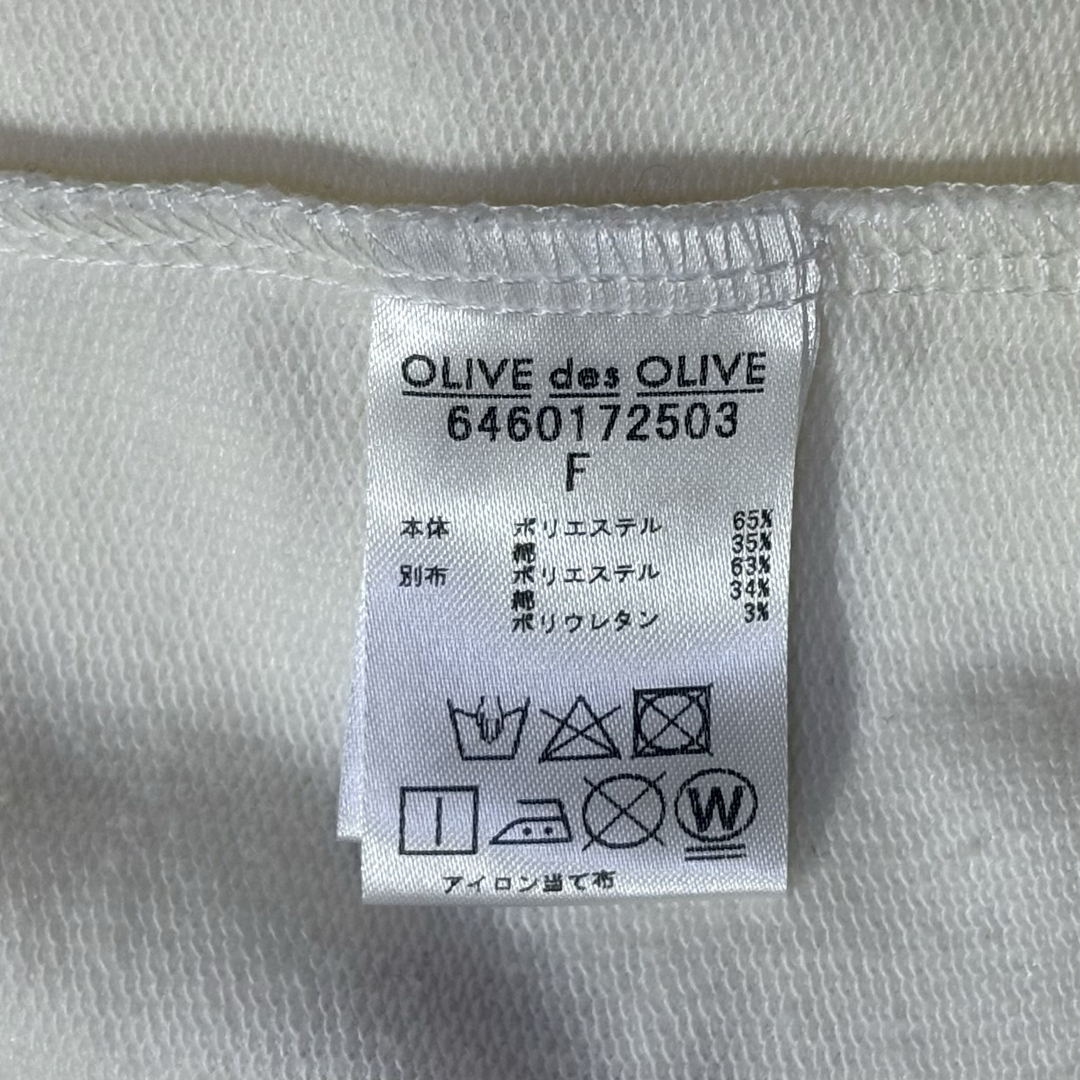 OLIVE des OLIVE
6460172503
F
本体 ポリエステル 65%
綿 35%
別布 ポリエステル 63%
綿 34%
ポリウレタン 3%
W
アイロン当て布